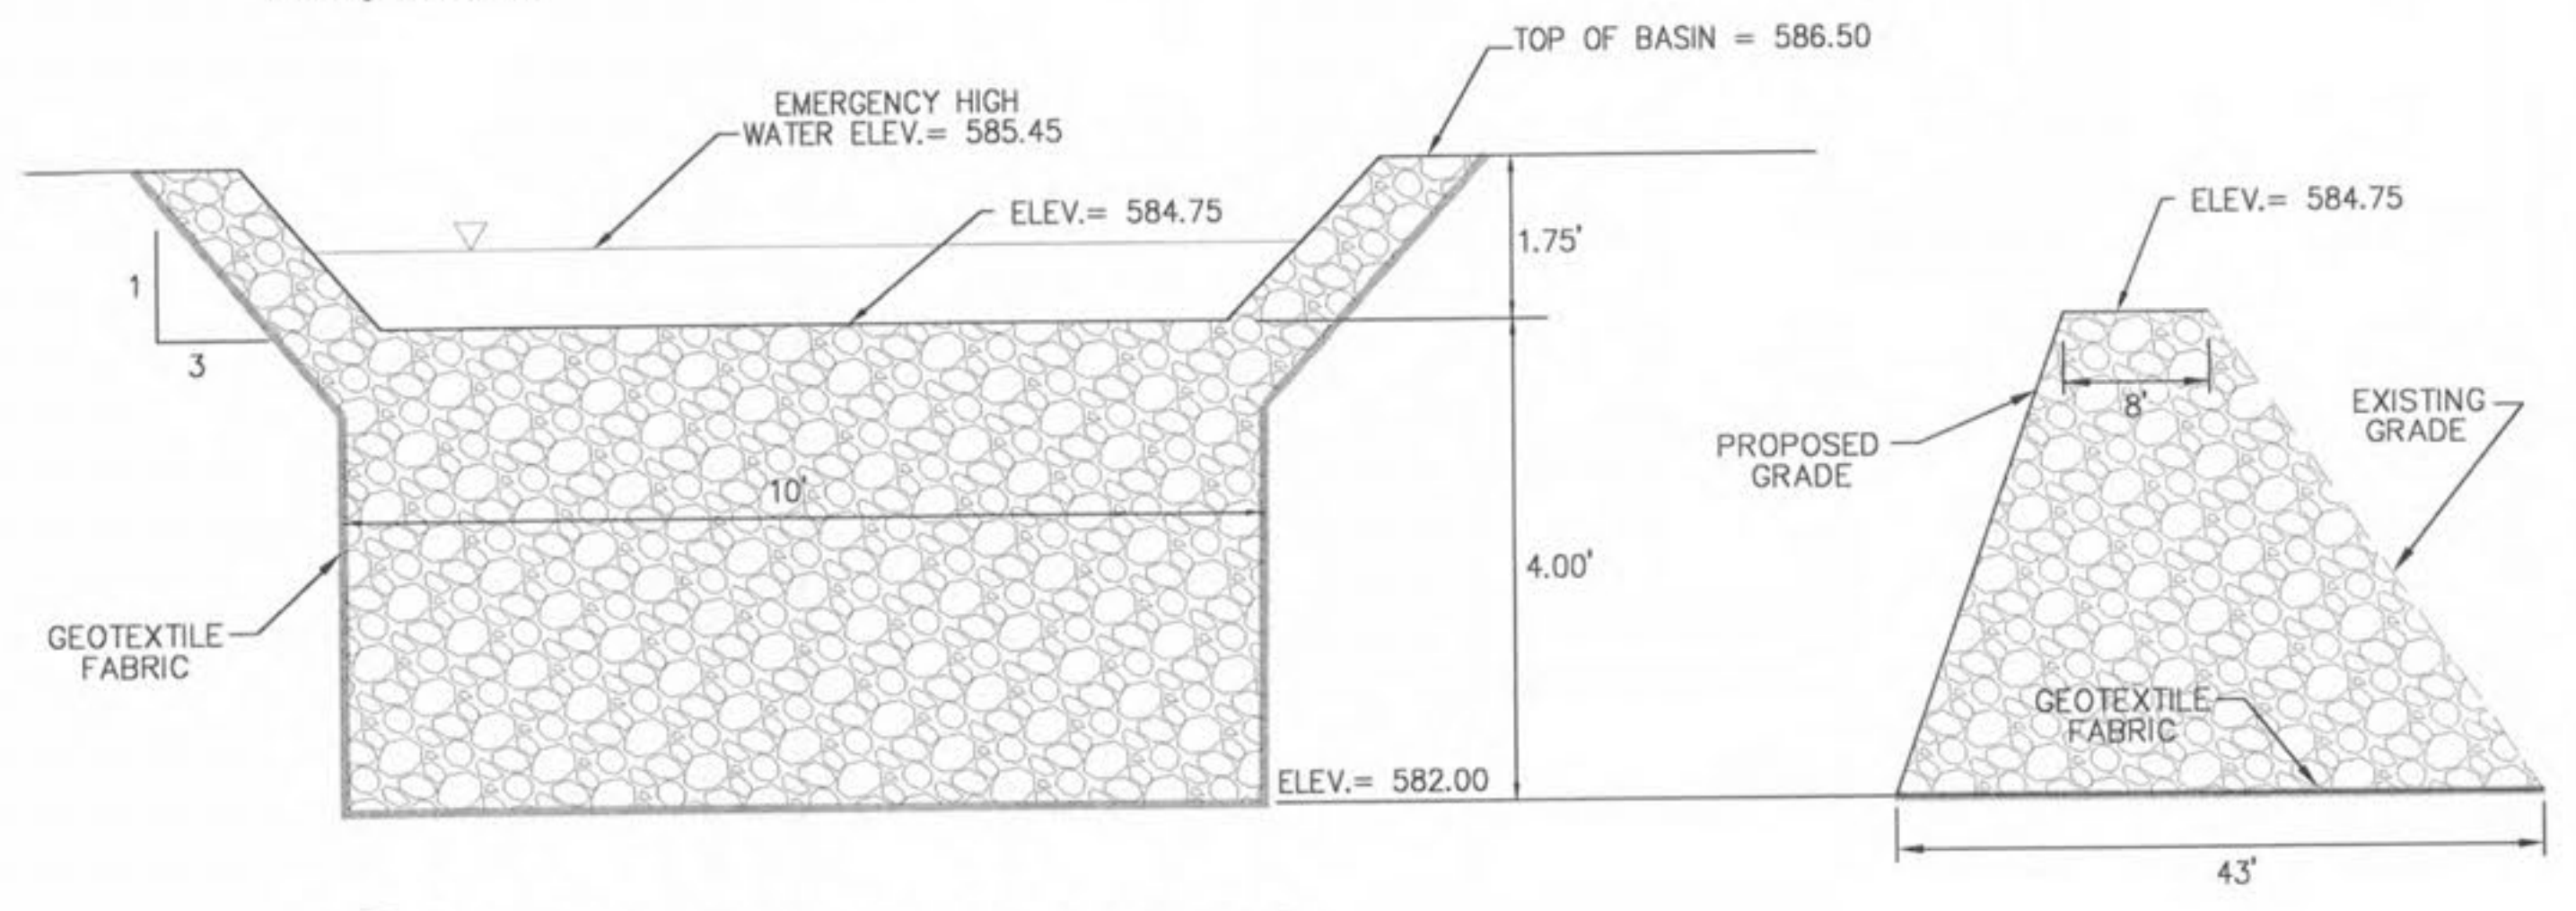 TOP OF BASIN = 586.50
EMERGENCY HIGH
WATER ELEV.= 585.45
ELEV.= 584.75
1.75'
1
3
10'
4.00'
GEOTEXTILE
FABRIC
ELEV.= 582.00
ELEV.= 584.75
8'
PROPOSED
GRADE
EXISTING
GRADE
GEOTEXTILE
FABRIC
43'